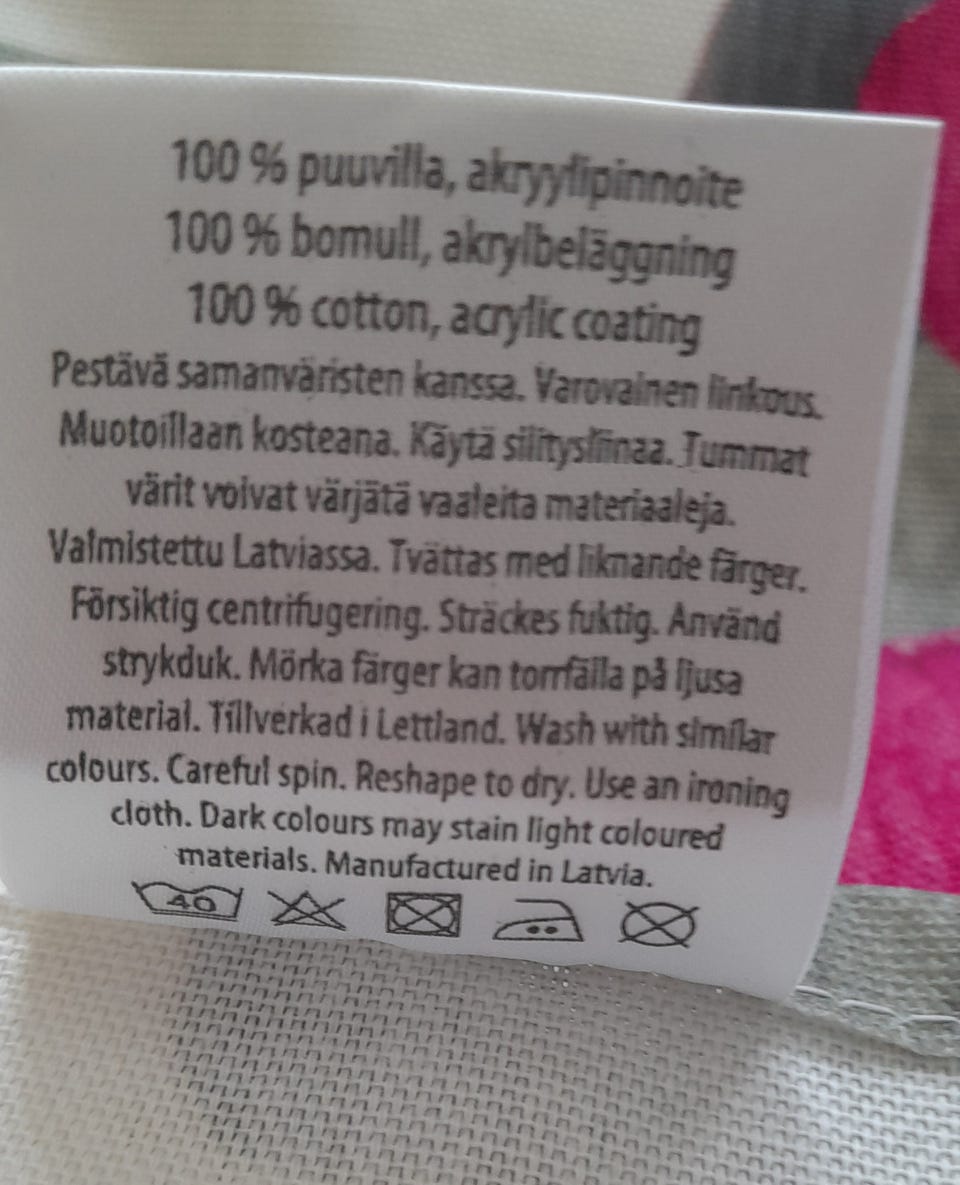 100 % puuvilla, akryylipinnoite
100 % bomull, akrylbeläggning
100 % cotton, acrylic coating
Pestävä samanväristen kanssa. Varovainen linkous.
Muotoillaan kosteana. Käytä silitysliinaa. Tummat
värit voivat värjätä vaaleita materiaaleja.
Valmistettu Latviassa. Tvättas med liknande färger.
Försiktig centrifugering. Sträckes fuktig. Använd
strykduk. Mörka färger kan torrfälla på ljusa
material. Tillverkad i Lettland. Wash with similar
colours. Careful spin. Reshape to dry. Use an ironing
cloth. Dark colours may stain light coloured
materials. Manufactured in Latvia.
40